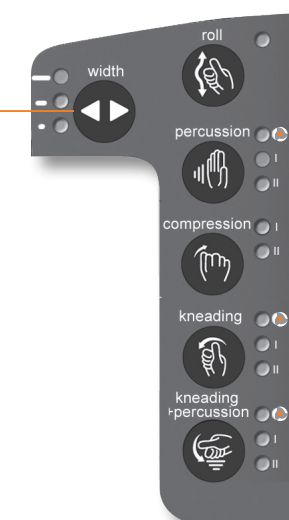 roll
width
percussion
I
II
compression
I
II
kneading
I
II
kneading
+percussion
I
II